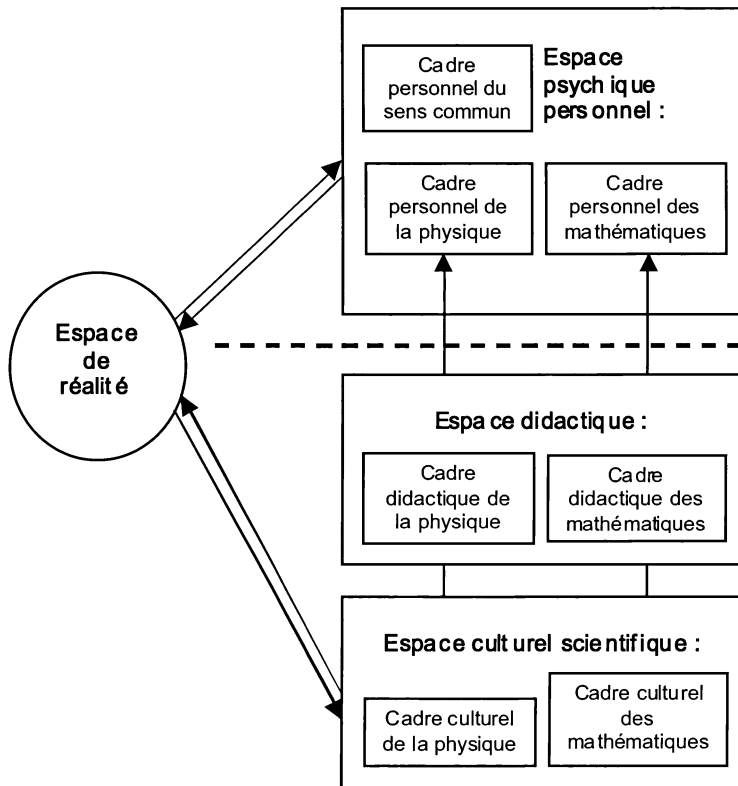 Cadre
personnel du
sens commun
Espace
psychique
personnel :
Cadre
personnel de
la physique
Cadre
personnel des
mathématiques
Espace
de
réalité
Espace didactique :
Cadre
didactique de
la physique
Cadre
didactique des
mathématiques
Espace culturel scientifique :
Cadre culturel
de la physique
Cadre culturel
des
mathématiques